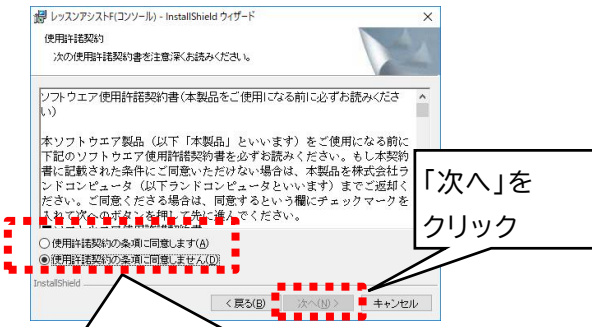 レッスンアシストF(コンソール) - InstallShield ウィザード
使用許諾契約
次の使用許諾契約書を注意深くお読みください。
ソフトウエア使用許諾契約書(本製品をご使用になる前に必ずお読みくださ
い)
本ソフトウエア製品（以下「本製品」といいます）をご使用になる前に
下記のソフトウエア使用許諾契約書を必ずお読みください。もし本契約
書に記載された条件にご同意いただけない場合は、本製品を株式会社ラ
ンドコンピュータ（以下ランドコンピュータといいます）までご返却く
ださい。ご同意くださる場合は、同意するという欄にチェックマークを
入れて次へのボタンを押して先に進んでください。
使用許諾契約の条項に同意します(A)
使用許諾契約の条項に同意しません(D)
InstallShield
< 戻る(B)
次へ(N) >
キャンセル
「次へ」を
クリック